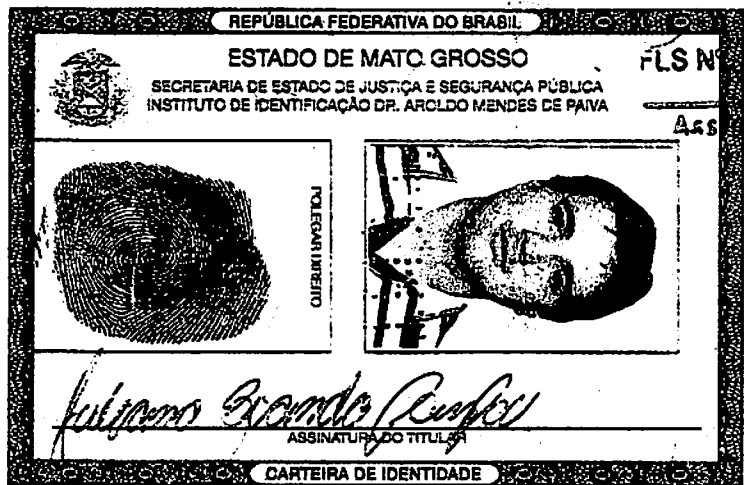 REPÚBLICA FEDERATIVA DO BRASIL
ESTADO DE MATO GROSSO
FLS Nº
SECRETARIA DE ESTADO DE JUSTIÇA E SEGURANÇA PÚBLICA
INSTITUTO DE IDENTIFICAÇÃO DR. AROLDO MENDES DE PAIVA
Ass
POLEGAR DIREITO
ASSINATURA DO TITULAR
CARTEIRA DE IDENTIDADE